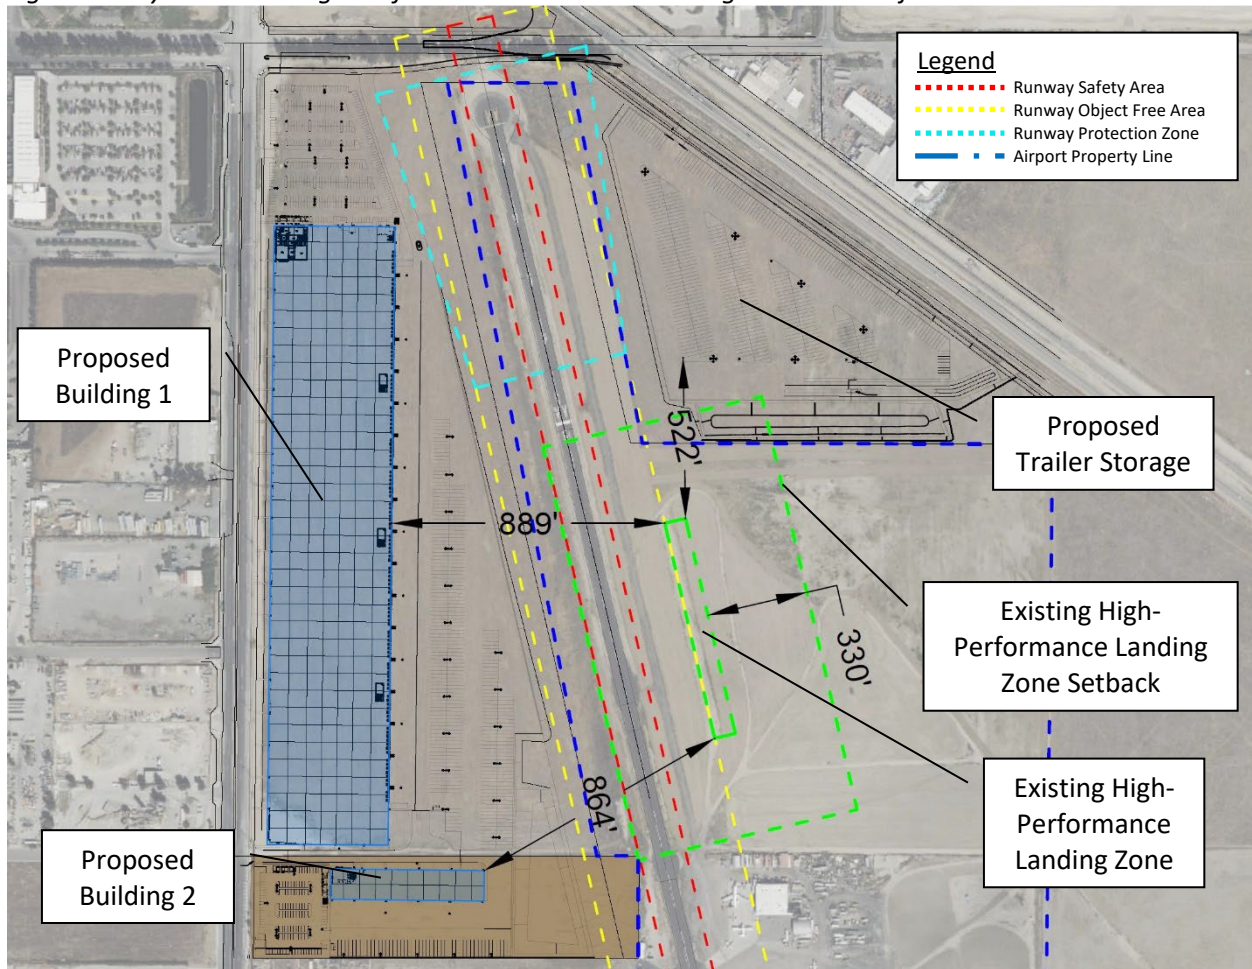 Legend
Runway Safety Area
Runway Object Free Area
Runway Protection Zone
Airport Property Line
Proposed
Building 1
522'
Proposed
Trailer Storage
889'
Existing High-
Performance Landing
Zone Setback
330'
864'
Existing High-
Performance
Landing Zone
Proposed
Building 2